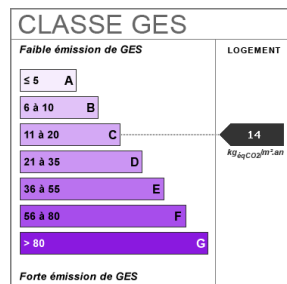 CLASSE GES
Faible émission de GES
LOGEMENT
≤ 5 A
6 à 10 B
11 à 20 C
14
kgéqCO2/m².an
21 à 35 D
36 à 55 E
56 à 80 F
> 80 G
Forte émission de GES